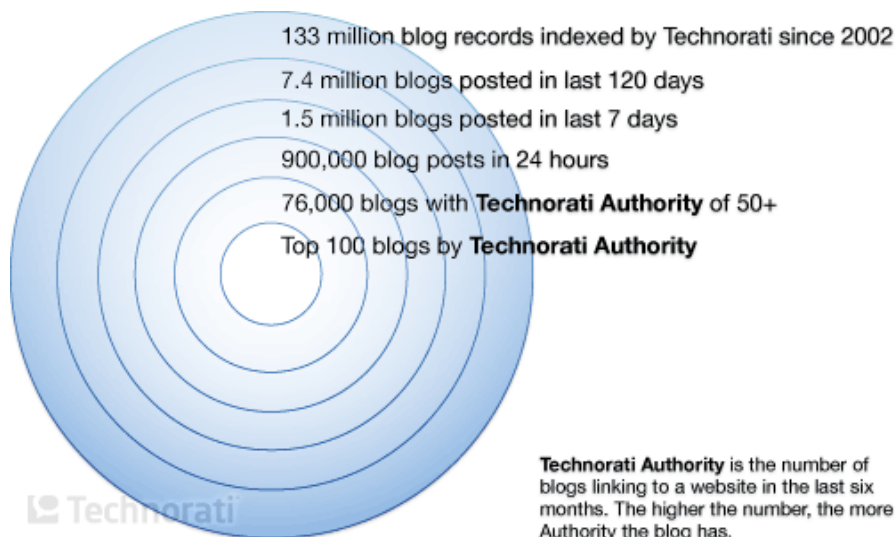 133 million blog records indexed by Technorati since 2002
7.4 million blogs posted in last 120 days
1.5 million blogs posted in last 7 days
900,000 blog posts in 24 hours
76,000 blogs with Technorati Authority of 50+
Top 100 blogs by Technorati Authority
Technorati Authority is the number of
blogs linking to a website in the last six
months. The higher the number, the more
Authority the blog has.
Technorati